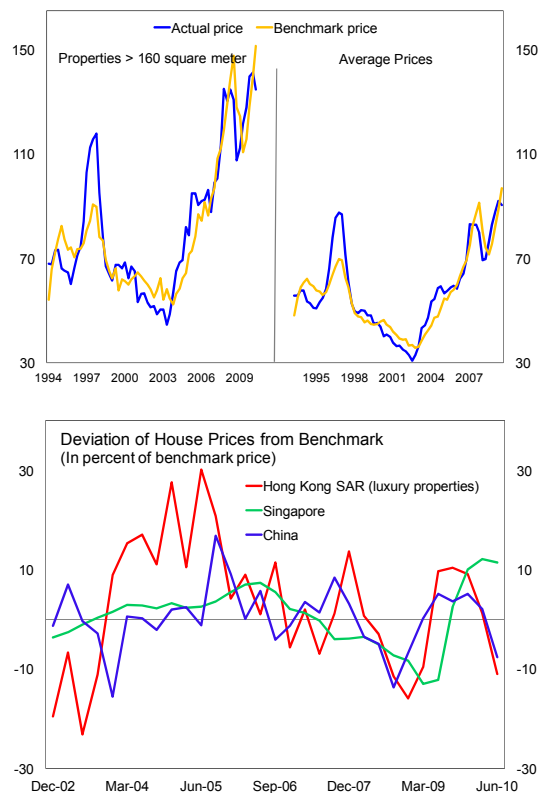 Actual price Benchmark price
150 150
Properties > 160 square meter Average Prices
110 110
70 70
30 30
1994 1997 2000 2003 2006 2009 1995 1998 2001 2004 2007
Deviation of House Prices from Benchmark
(In percent of benchmark price)
30 30
Hong Kong SAR (luxury properties)
Singapore
China
10 10
-10 -10
-30 -30
Dec-02 Mar-04 Jun-05 Sep-06 Dec-07 Mar-09 Jun-10